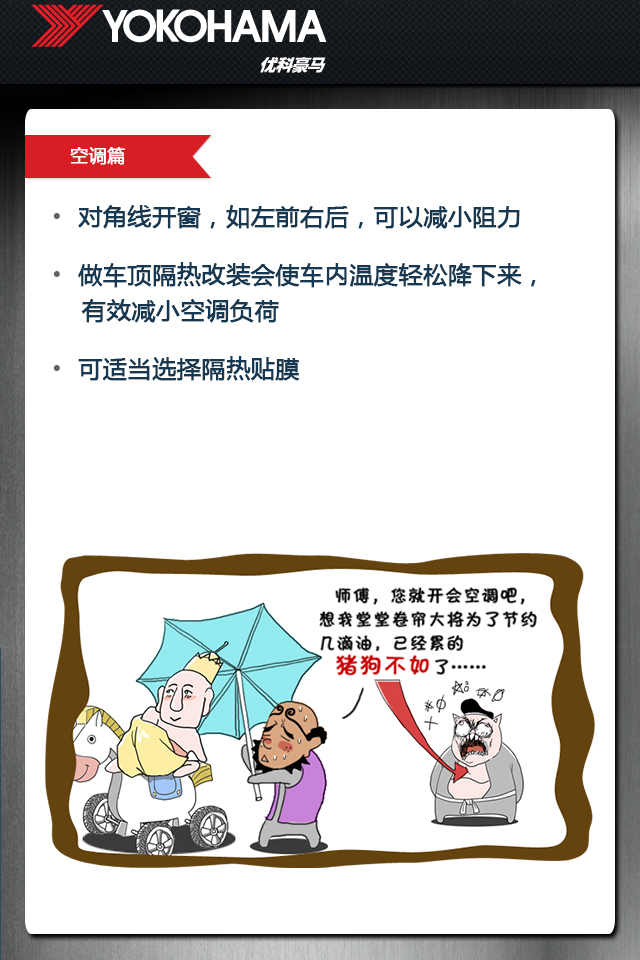 YOKOHAMA
优科豪马
空调篇
• 对角线开窗，如左前右后，可以减小阻力
• 做车顶隔热改装会使车内温度轻松降下来，
有效减小空调负荷
• 可适当选择隔热贴膜
师傅，您就开会空调吧，
想我堂堂卷帘大将为了节约
几滴油，已经累的
猪狗不如了……